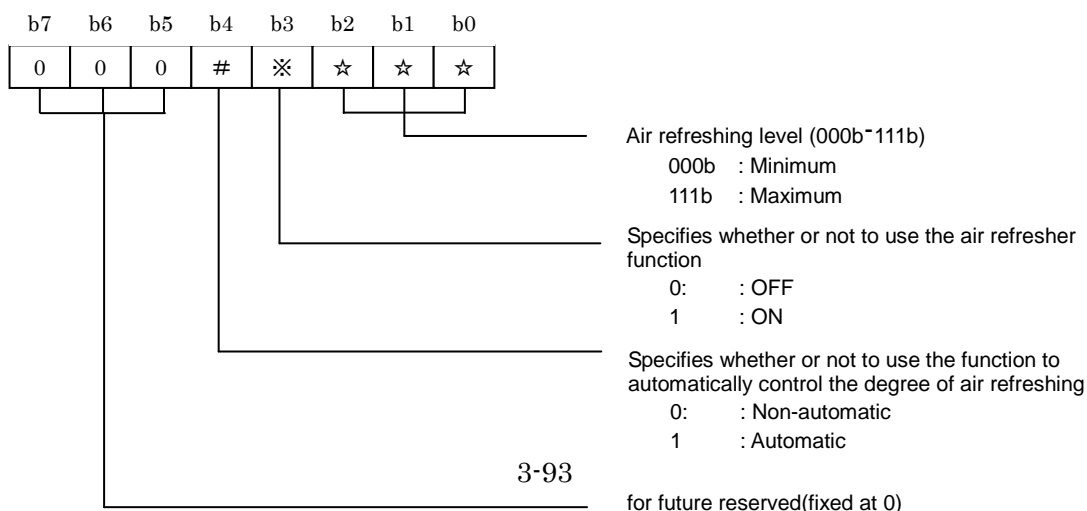 b7 b6 b5 b4 b3 b2 b1 b0
0 0 0 # ※ ☆ ☆ ☆
Air refreshing level (000b-111b)
000b : Minimum
111b : Maximum
Specifies whether or not to use the air refresher
function
0: : OFF
1 : ON
Specifies whether or not to use the function to
automatically control the degree of air refreshing
0: : Non-automatic
1 : Automatic
3-93
for future reserved(fixed at 0)